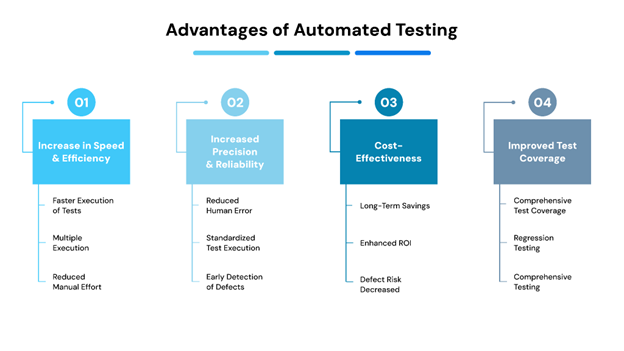 Advantages of Automated Testing
01
Increase in Speed
& Efficiency
Faster Execution
of Tests
Multiple
Execution
Reduced
Manual Effort
02
Increased
Precision
& Reliability
Reduced
Human Error
Standardized
Test Execution
Early Detection
of Defects
03
Cost-
Effectiveness
Long-Term Savings
Enhanced ROI
Defect Risk
Decreased
04
Improved Test
Coverage
Comprehensive
Test Coverage
Regression
Testing
Comprehensive
Testing